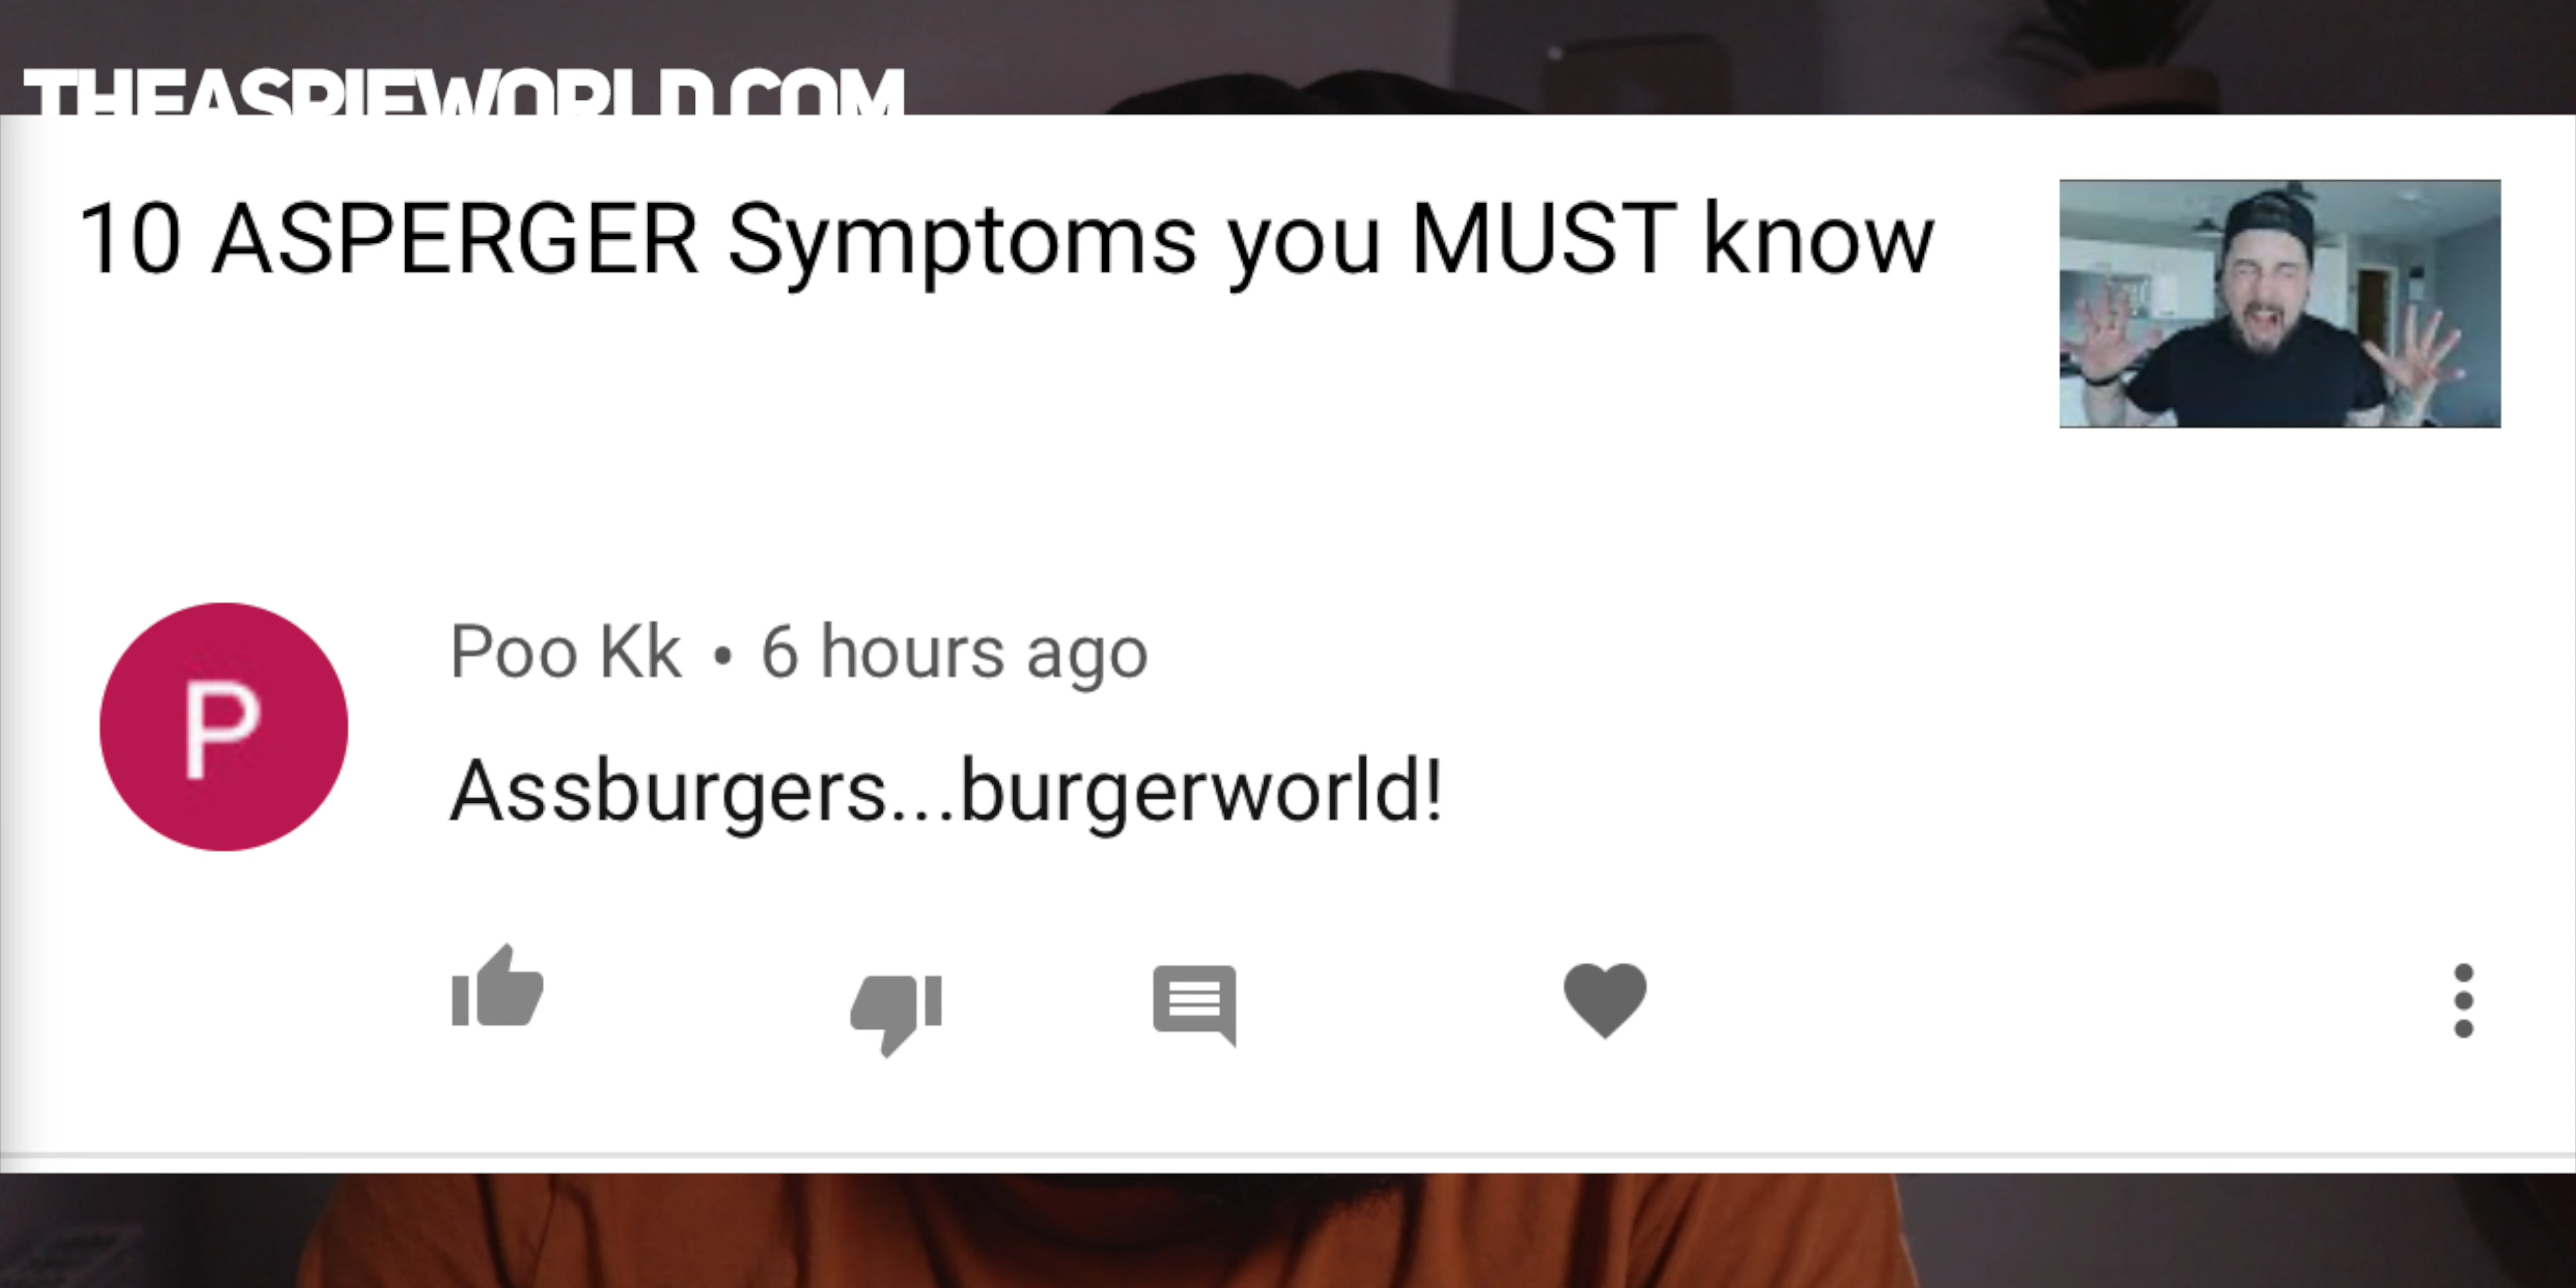 THEASPIEWORLD.COM
10 ASPERGER Symptoms you MUST know
P
Poo Kk • 6 hours ago
Assburgers...burgerworld!